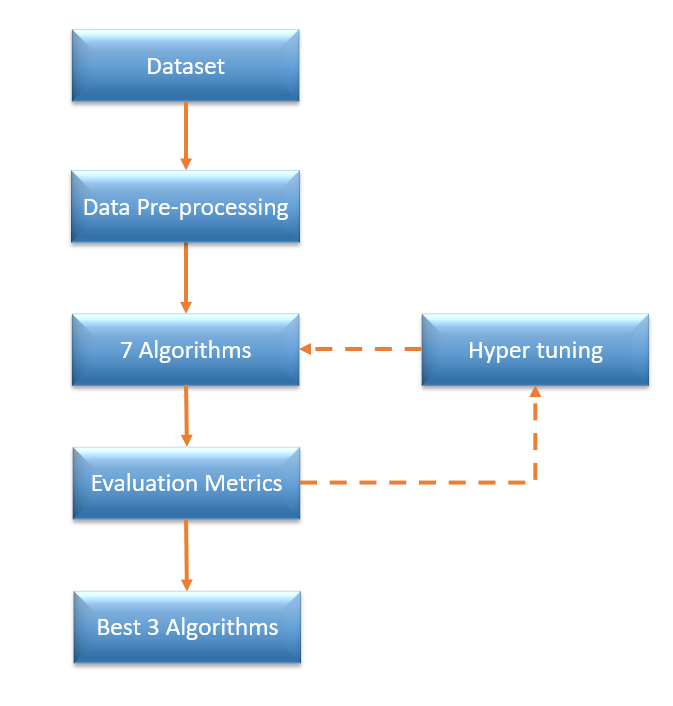 Dataset
Data Pre-processing
7 Algorithms
Hyper tuning
Evaluation Metrics
Best 3 Algorithms